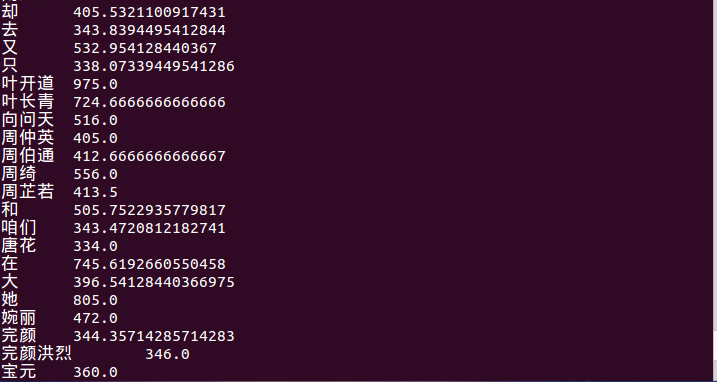 却 405.5321100917431
去 343.8394495412844
又 532.954128440367
只 338.07339449541286
叶开道 975.0
叶长青 724.6666666666666
向问天 516.0
周仲英 405.0
周伯通 412.6666666666667
周绮 556.0
周芷若 413.5
和 505.7522935779817
咱们 343.4720812182741
唐花 334.0
在 745.6192660550458
大 396.54128440366975
她 805.0
婉丽 472.0
完颜 344.35714285714283
完颜洪烈 346.0
宝元 360.0